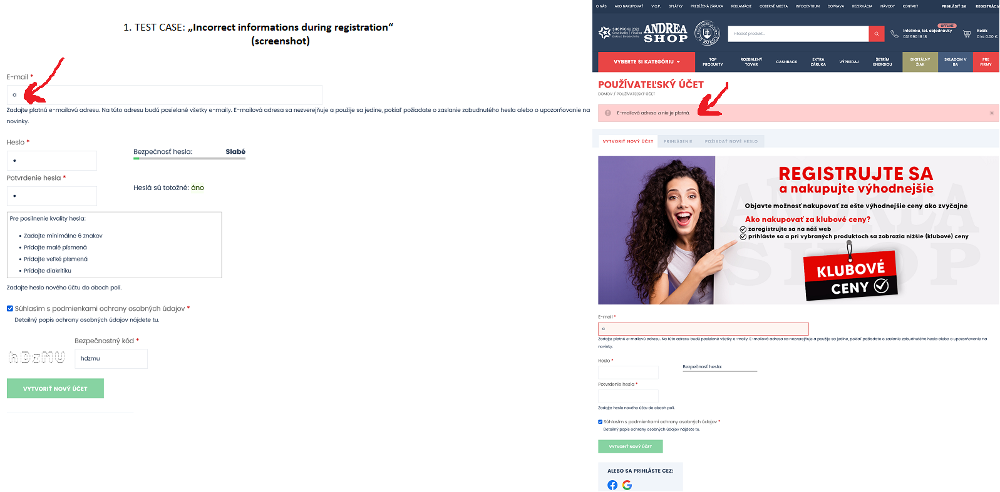 1. TEST CASE: „Incorrect informations during registration“
(screenshot)
E-mail *
a
Zadajte platnú e-mailovú adresu. Na túto adresu budú posielané všetky e-maily. E-mailová adresa sa nezverejňuje a použije sa jedine, pokiaľ požiadate o zaslanie zabudnutého hesla alebo o upozorňovanie na
novinky.
Heslo *
Bezpečnosť hesla: Slabé
Potvrdenie hesla *
Heslá sú totožné: áno
Pre posilnenie kvality hesla:
• Zadajte minimálne 6 znakov
• Pridajte malé písmená
• Pridajte veľké písmená
• Pridajte diakritiku
Zadajte heslo nového účtu do oboch polí.
Súhlasím s podmienkami ochrany osobných údajov *
Detailný popis ochrany osobných údajov nájdete tu.
Bezpečnostný kód *
hDzMU
hdzmu
VYTVORIŤ NOVÝ ÚČET
O NÁS AKO NAKUPOVAŤ V.O.P. SPLÁTKY PREDĹŽENÁ ZÁRUKA REKLAMÁCIE ODBERNÉ MIESTA INFOCENTRUM DOPRAVA REZERVÁCIA NÁVODY KONTAKT PRIHLÁSIŤ SA REGISTRÁCIA
SHOPROKU 2022
Cena kvality | Finalista
Elektro | Biela technika
ANDREA
SHOP
Hľadať produkt...
OFFLINE
Infolinka, tel. objednávky
031 590 18 18
Košík
0 ks 0.00 €
VYBERTE SI KATEGÓRIU
TOP
PRODUKTY
ROZBALENÝ
TOVAR
CASHBACK
EXTRA
ZÁRUKA
VÝPREDAJ
ŠETRÍM
ENERGIOU
DIGITÁLNY
ŽIAK
SKLADOM V
BA
PRE
FIRMY
POUŽÍVATEĽSKÝ ÚČET
DOMOV / POUŽÍVATEĽSKÝ ÚČET
E-mailová adresa a nie je platná.
VYTVORIŤ NOVÝ ÚČET PRIHLÁSENIE POŽIADAŤ NOVÉ HESLO
ANDREA
SHOP
REGISTRUJTE SA
a nakupujte výhodnejšie
Objavte možnosť nakupovať za ešte výhodnejšie ceny ako zvyčajne
Ako nakupovať za klubové ceny?
zaregistrujte sa na náš web
prihláste sa a pri vybraných produktoch sa zobrazia nižšie (klubové) ceny
KLUBOVÉ
CENY
E-mail *
a
Zadajte platnú e-mailovú adresu. Na túto adresu budú posielané všetky e-maily. E-mailová adresa sa nezverejňuje a použije sa jedine, pokiaľ požiadate o zaslanie zabudnutého hesla alebo o upozorňovanie na
novinky.
Heslo *
Bezpečnosť hesla:
Potvrdenie hesla *
Zadajte heslo nového účtu do oboch polí.
Súhlasím s podmienkami ochrany osobných údajov *
Detailný popis ochrany osobných údajov nájdete tu.
VYTVORIŤ NOVÝ ÚČET
ALEBO SA PRIHLÁSTE CEZ: